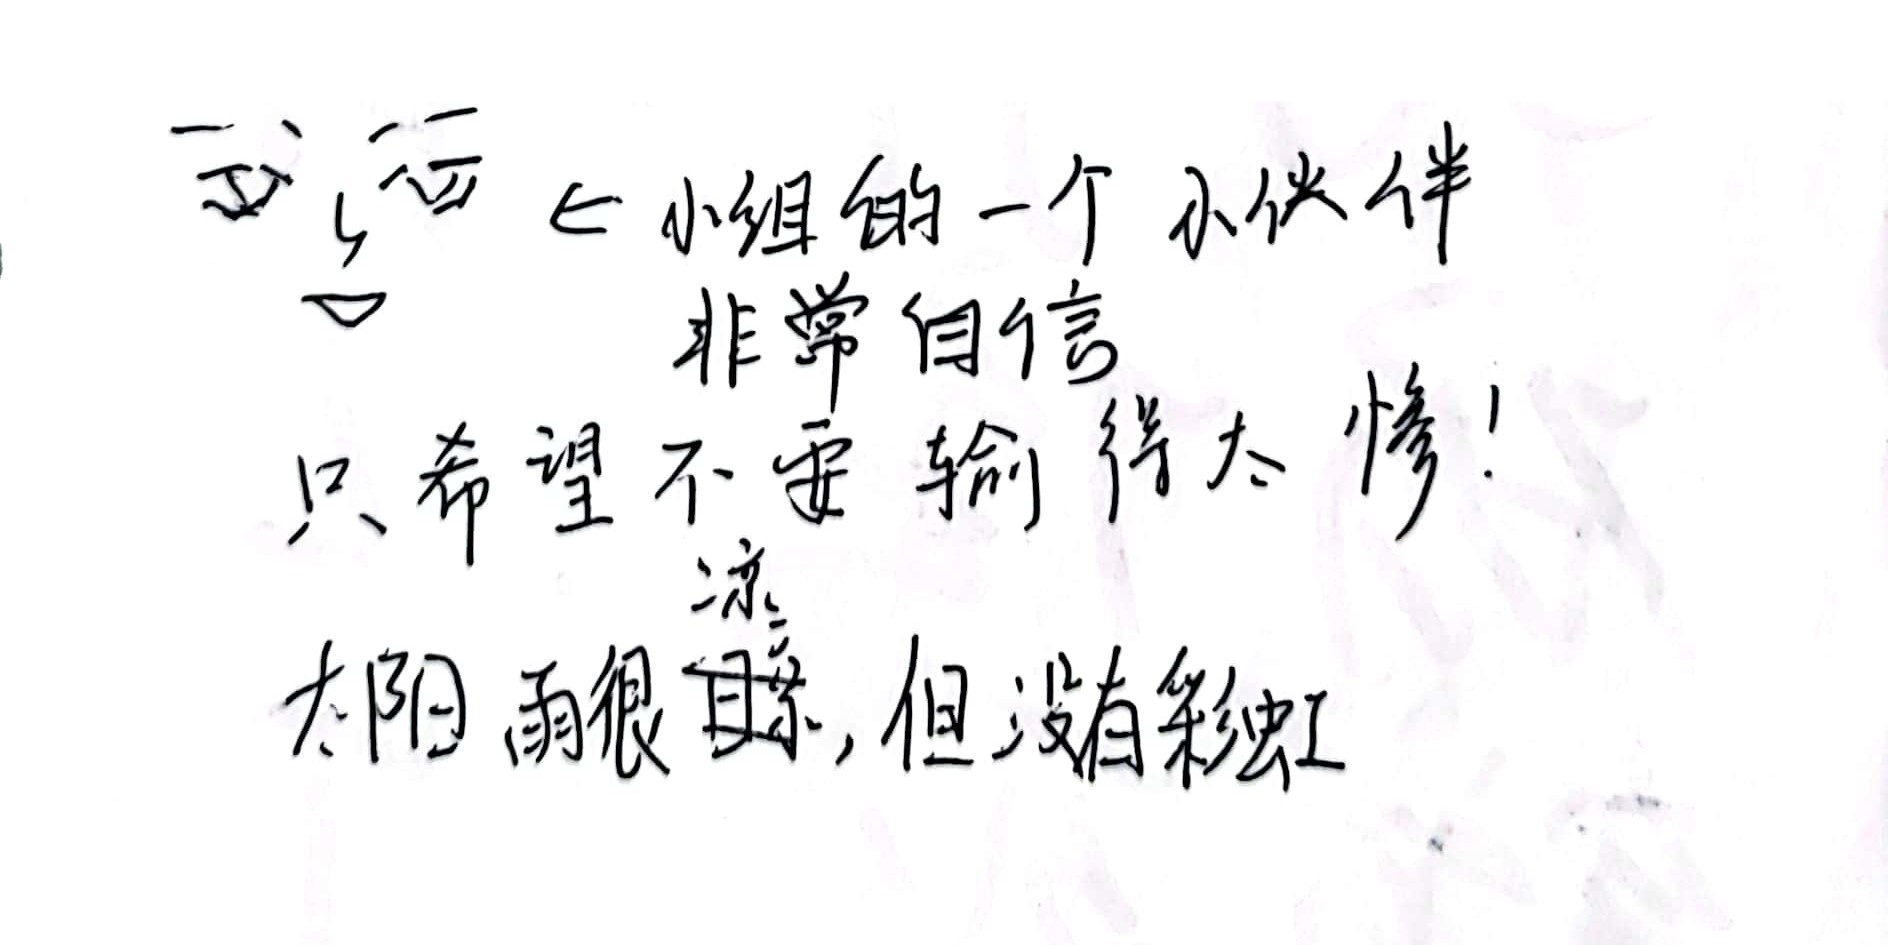 ← 小组的一个小伙伴
非常自信
只希望不要输得太惨!
凉
太阳雨很, 但没有彩虹